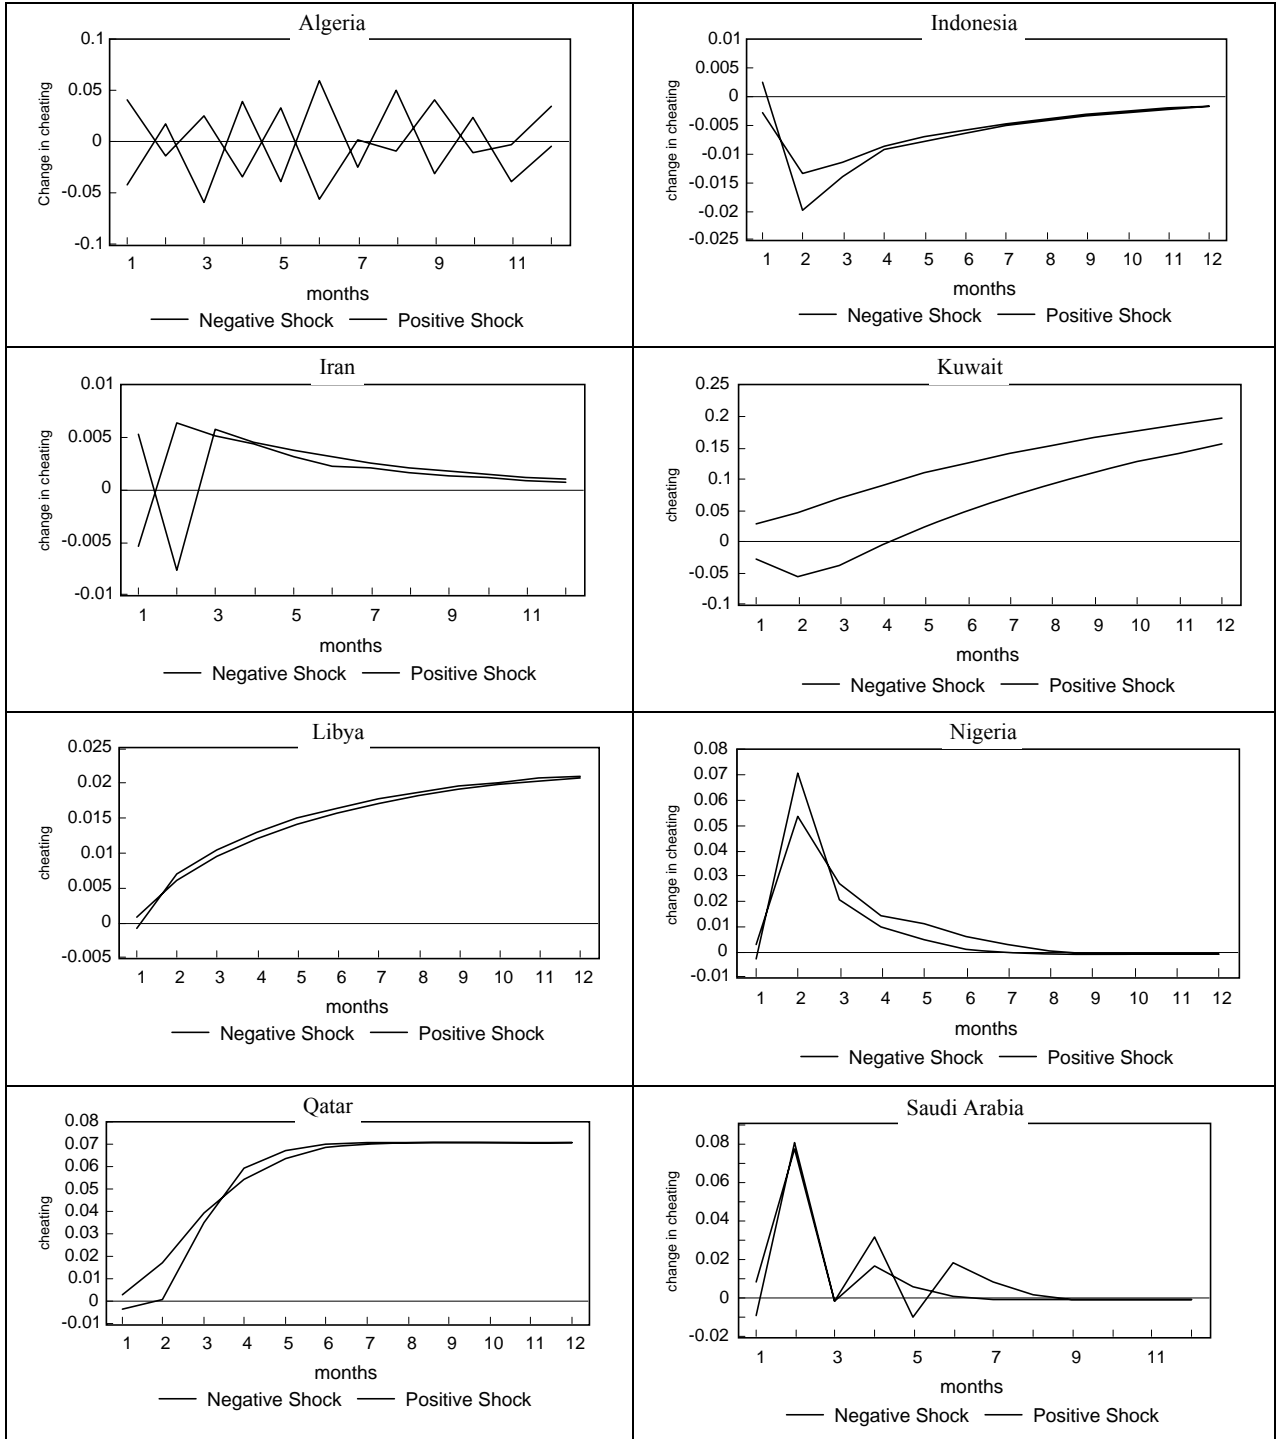 Algeria
0.1
0.05
0
-0.05
-0.1
Change in cheating
1 3 5 7 9 11
months
Negative Shock Positive Shock
Indonesia
0.01
0.005
0
-0.005
-0.01
-0.015
-0.02
-0.025
change in cheating
1 2 3 4 5 6 7 8 9 10 11 12
months
Negative Shock Positive Shock
Iran
0.01
0.005
0
-0.005
-0.01
change in cheating
1 3 5 7 9 11
months
Negative Shock Positive Shock
Kuwait
0.25
0.2
0.15
0.1
0.05
0
-0.05
-0.1
cheating
1 2 3 4 5 6 7 8 9 10 11 12
months
Negative Shock Positive Shock
Libya
0.025
0.02
0.015
0.01
0.005
0
-0.005
cheating
1 2 3 4 5 6 7 8 9 10 11 12
months
Negative Shock Positive Shock
Nigeria
0.08
0.07
0.06
0.05
0.04
0.03
0.02
0.01
0
-0.01
change in cheating
1 2 3 4 5 6 7 8 9 10 11 12
months
Negative Shock Positive Shock
Qatar
0.08
0.07
0.06
0.05
0.04
0.03
0.02
0.01
0
-0.01
cheating
1 2 3 4 5 6 7 8 9 10 11 12
months
Negative Shock Positive Shock
Saudi Arabia
0.08
0.06
0.04
0.02
0
-0.02
change in cheating
1 3 5 7 9 11
months
Negative Shock Positive Shock